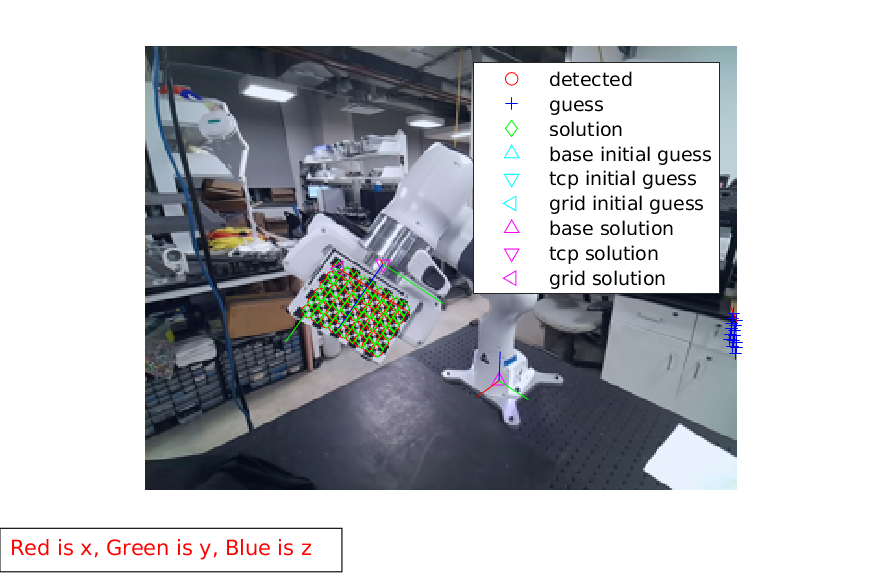 detected
guess
solution
base initial guess
tcp initial guess
grid initial guess
base solution
tcp solution
grid solution
Red is x, Green is y, Blue is z